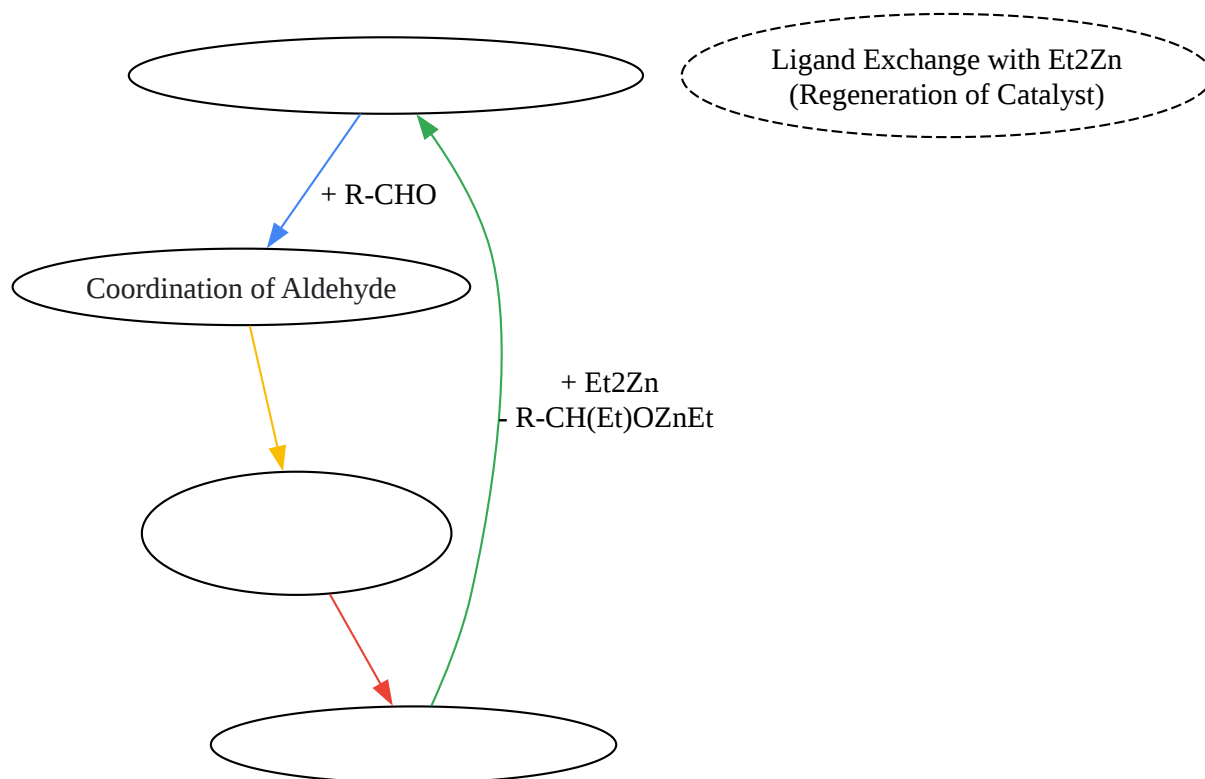 Ligand Exchange with Et2Zn
(Regeneration of Catalyst)
+ R-CHO
Coordination of Aldehyde
+ Et2Zn
- R-CH(Et)OZnEt